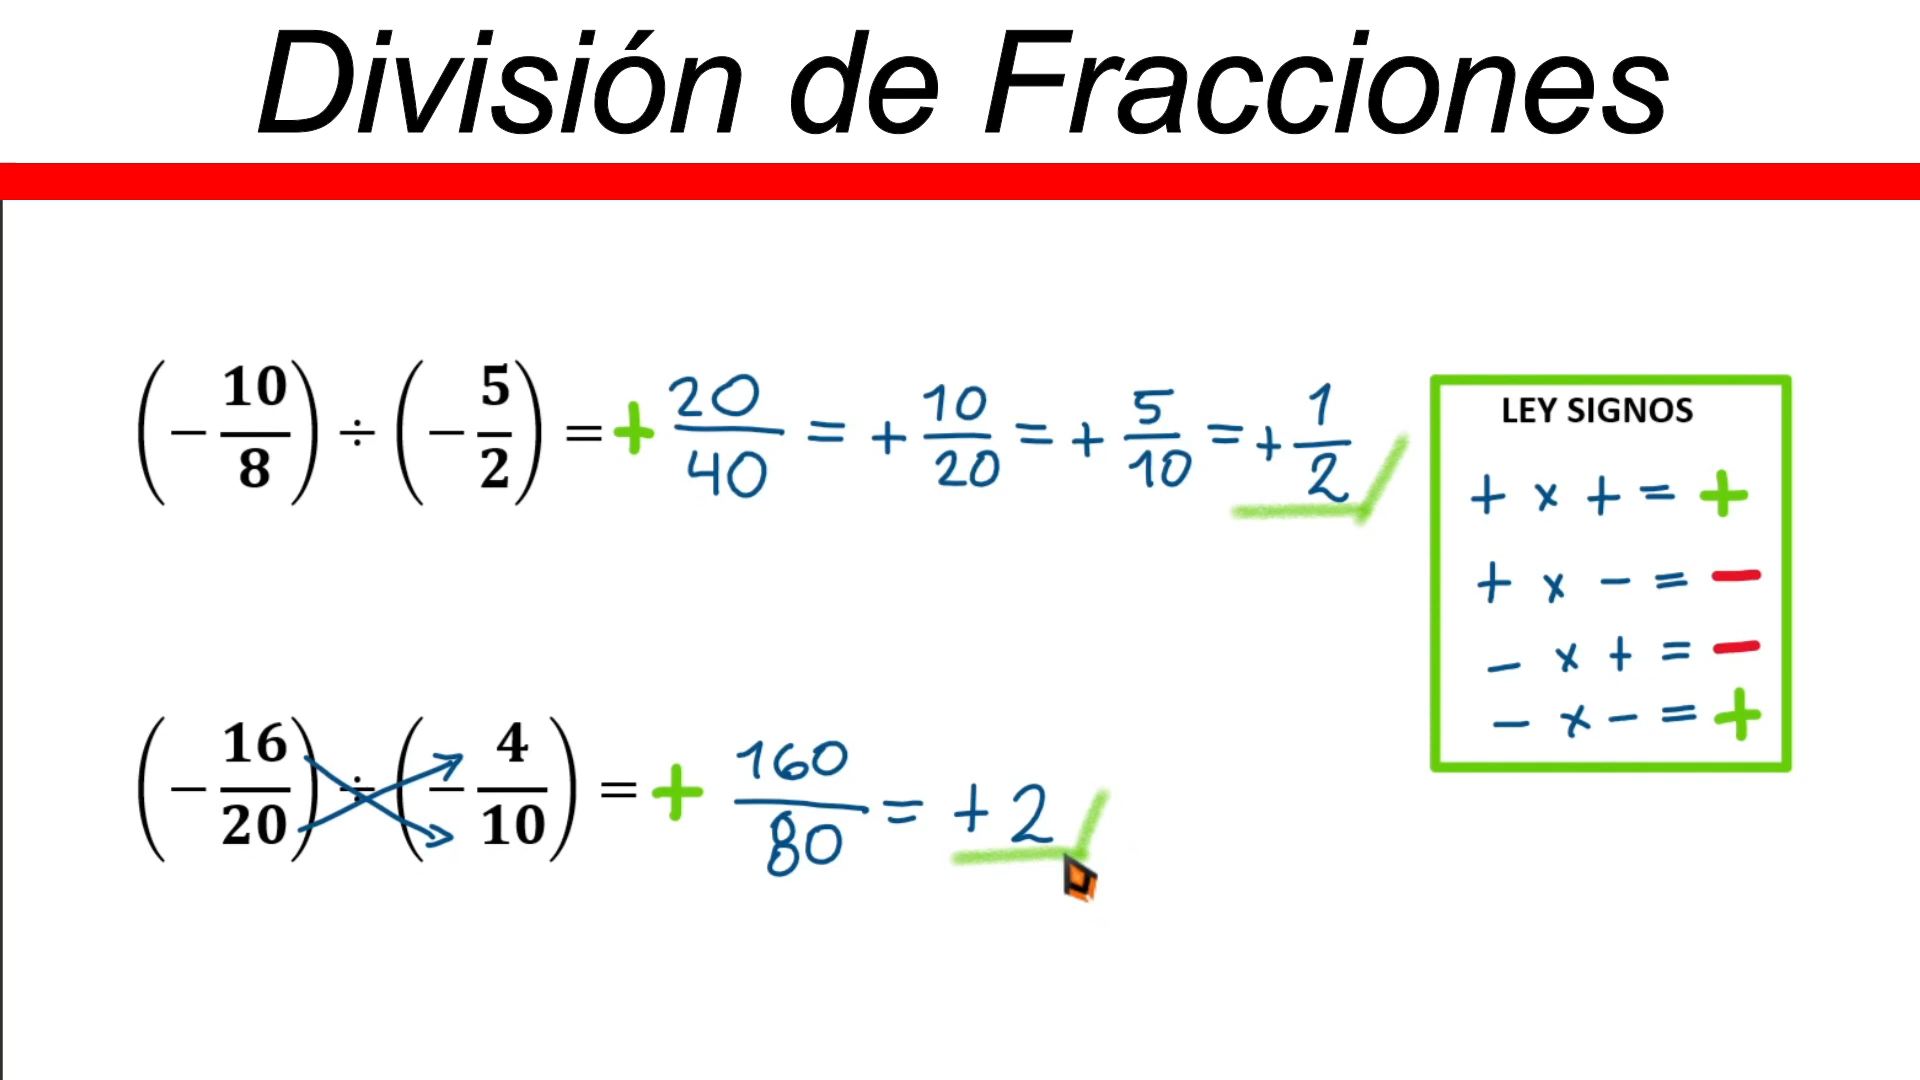 División de Fracciones
(− 10/8) ÷ (− 5/2) = + 20/40 = + 10/20 = + 5/10 = + 1/2
LEY SIGNOS
+ x + = +
+ x − = −
− x + = −
− x − = +
(− 16/20) ÷ (− 4/10) = + 160/80 = + 2